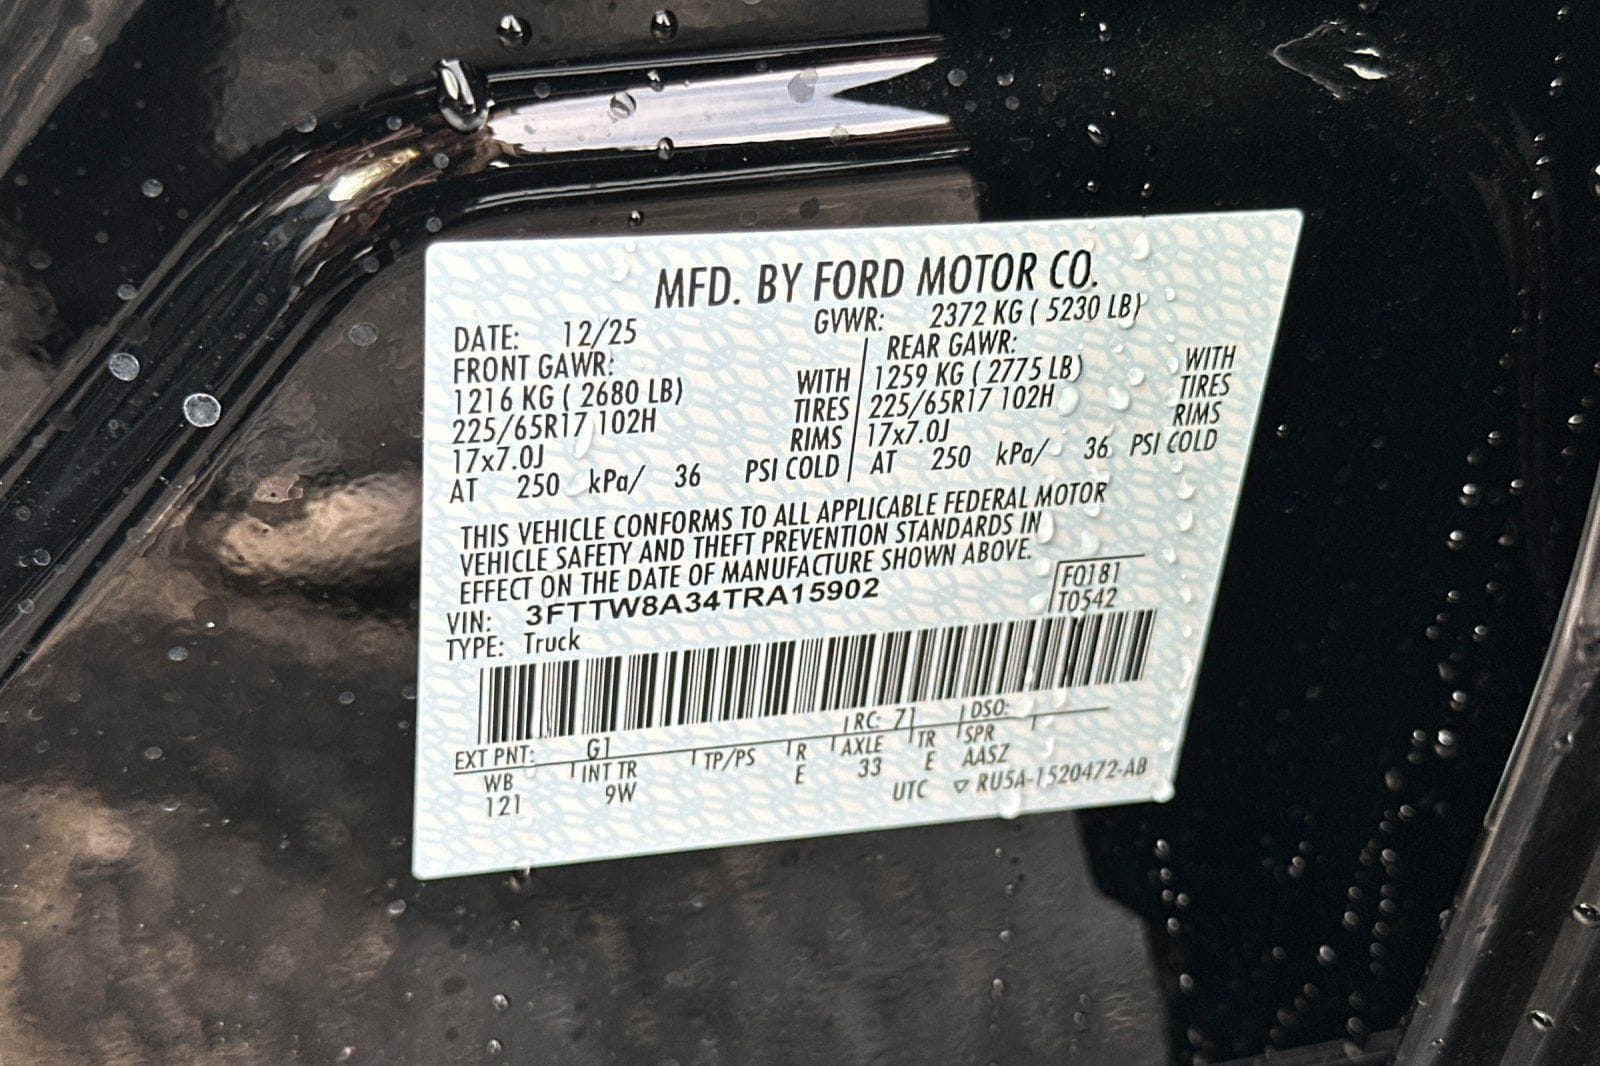 MFD. BY FORD MOTOR CO.
DATE: 12/25 GVWR: 2372 KG ( 5230 LB)
FRONT GAWR: REAR GAWR:
1216 KG ( 2680 LB) WITH 1259 KG ( 2775 LB) WITH
225/65R17 102H TIRES 225/65R17 102H TIRES
17x7.0J RIMS 17x7.0J RIMS
AT 250 kPa/ 36 PSI COLD AT 250 kPa/ 36 PSI COLD
THIS VEHICLE CONFORMS TO ALL APPLICABLE FEDERAL MOTOR
VEHICLE SAFETY AND THEFT PREVENTION STANDARDS IN
EFFECT ON THE DATE OF MANUFACTURE SHOWN ABOVE.
VIN: 3FTTW8A34TRA15902 F0181
TYPE: Truck T0542
EXT PNT: G1 RC: 71 DSO:
WB INT TR TP/PS R AXLE TR SPR
121 9W E 33 E AASZ
UTC ▽ RU5A-1520472-AB